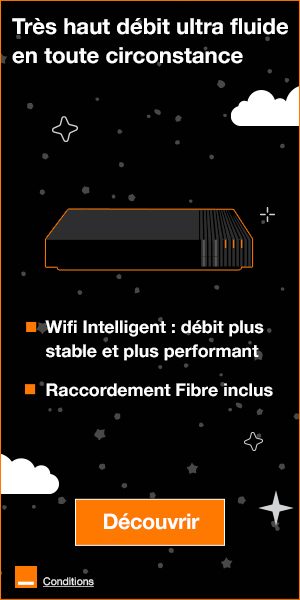 Très haut débit ultra fluide
en toute circonstance
Wifi Intelligent : débit plus
stable et plus performant
Raccordement Fibre inclus
Découvrir
Conditions